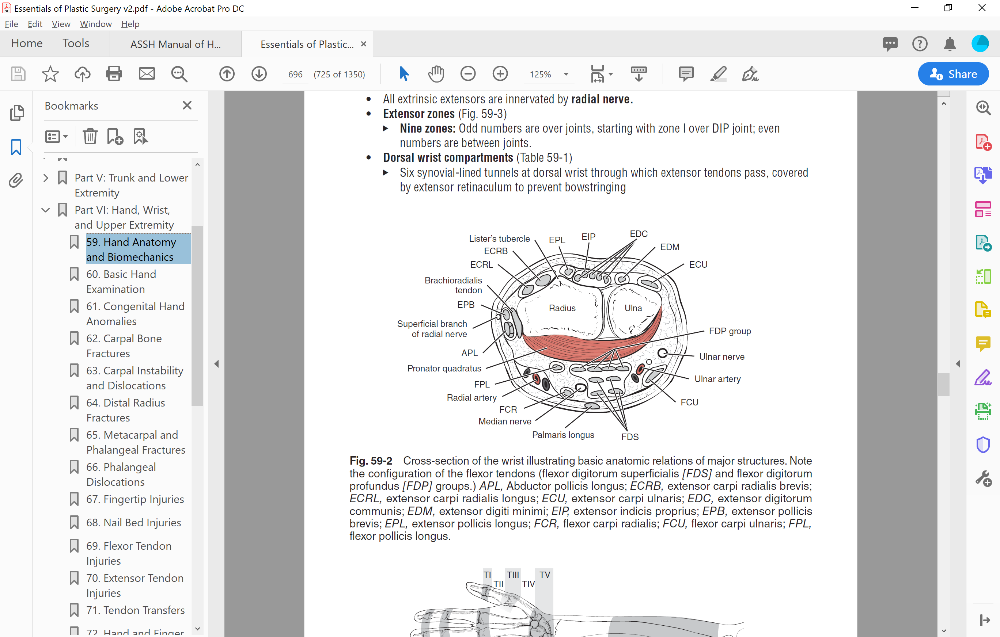 Essentials of Plastic Surgery v2.pdf - Adobe Acrobat Pro DC
File Edit View Window Help
Home Tools ASSH Manual of H... Essentials of Plastic...
696 (725 of 1350) 125% Share
Bookmarks
Part V: Trunk and Lower
Extremity
Part VI: Hand, Wrist,
and Upper Extremity
59. Hand Anatomy
and Biomechanics
60. Basic Hand
Examination
61. Congenital Hand
Anomalies
62. Carpal Bone
Fractures
63. Carpal Instability
and Dislocations
64. Distal Radius
Fractures
65. Metacarpal and
Phalangeal Fractures
66. Phalangeal
Dislocations
67. Fingertip Injuries
68. Nail Bed Injuries
69. Flexor Tendon
Injuries
70. Extensor Tendon
Injuries
71. Tendon Transfers
72. Hand and Finger
• All extrinsic extensors are innervated by radial nerve.
• Extensor zones (Fig. 59-3)
▶ Nine zones: Odd numbers are over joints, starting with zone I over DIP joint; even
numbers are between joints.
• Dorsal wrist compartments (Table 59-1)
▶ Six synovial-lined tunnels at dorsal wrist through which extensor tendons pass, covered
by extensor retinaculum to prevent bowstringing
Lister's tubercle
EPL
EIP
EDC
ECRB
EDM
ECRL
ECU
Brachioradialis
tendon
EPB
Radius
Ulna
Superficial branch
of radial nerve
FDP group
APL
Ulnar nerve
Pronator quadratus
Ulnar artery
FPL
Radial artery
FCU
FCR
Median nerve
Palmaris longus
FDS
Fig. 59-2 Cross-section of the wrist illustrating basic anatomic relations of major structures. Note
the configuration of the flexor tendons (flexor digitorum superficialis [FDS] and flexor digitorum
profundus [FDP] groups.) APL, Abductor pollicis longus; ECRB, extensor carpi radialis brevis;
ECRL, extensor carpi radialis longus; ECU, extensor carpi ulnaris; EDC, extensor digitorum
communis; EDM, extensor digiti minimi; EIP, extensor indicis proprius; EPB, extensor pollicis
brevis; EPL, extensor pollicis longus; FCR, flexor carpi radialis; FCU, flexor carpi ulnaris; FPL,
flexor pollicis longus.
TI TIII TV
TII TIV